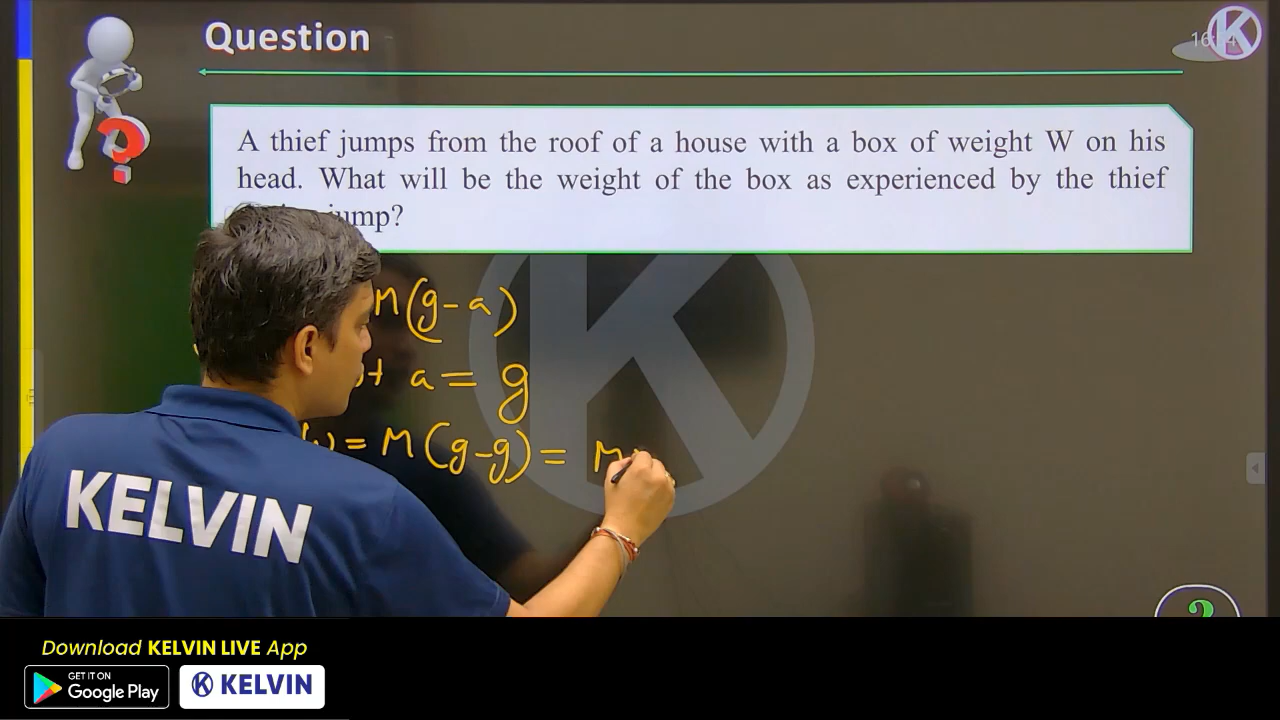 Question
A thief jumps from the roof of a house with a box of weight W on his
head. What will be the weight of the box as experienced by the thief
jump?
M(g-a)
a = g
= M(g-g) = M
KELVIN
?
Download KELVIN LIVE App
GET IT ON
Google Play
KELVIN